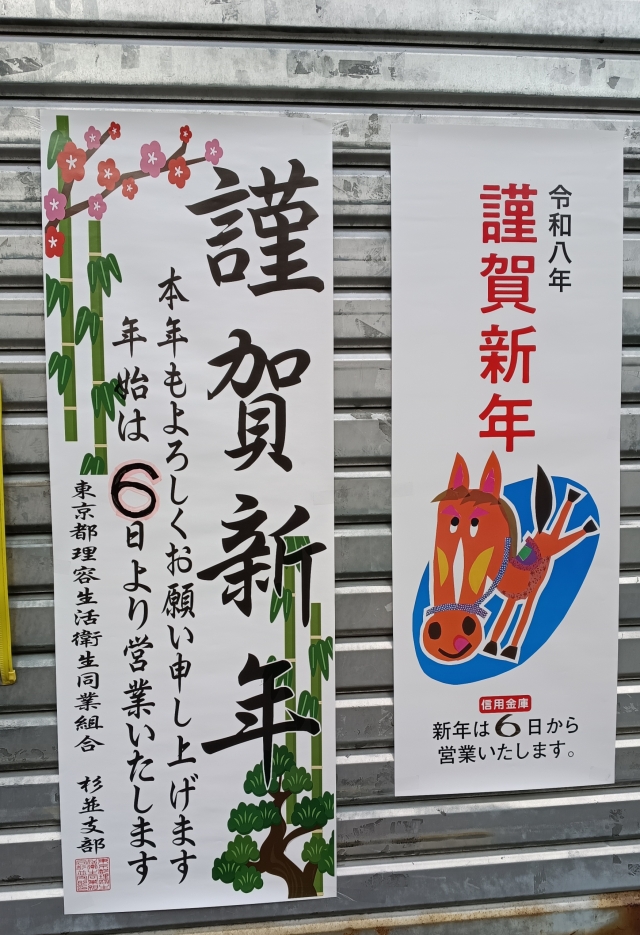 謹賀新年
本年もよろしくお願い申し上げます
年始は6日より営業いたします
東京都理容生活衛生同業組合 杉並支部
令和八年
謹賀新年
信用金庫
新年は6日から
営業いたします。